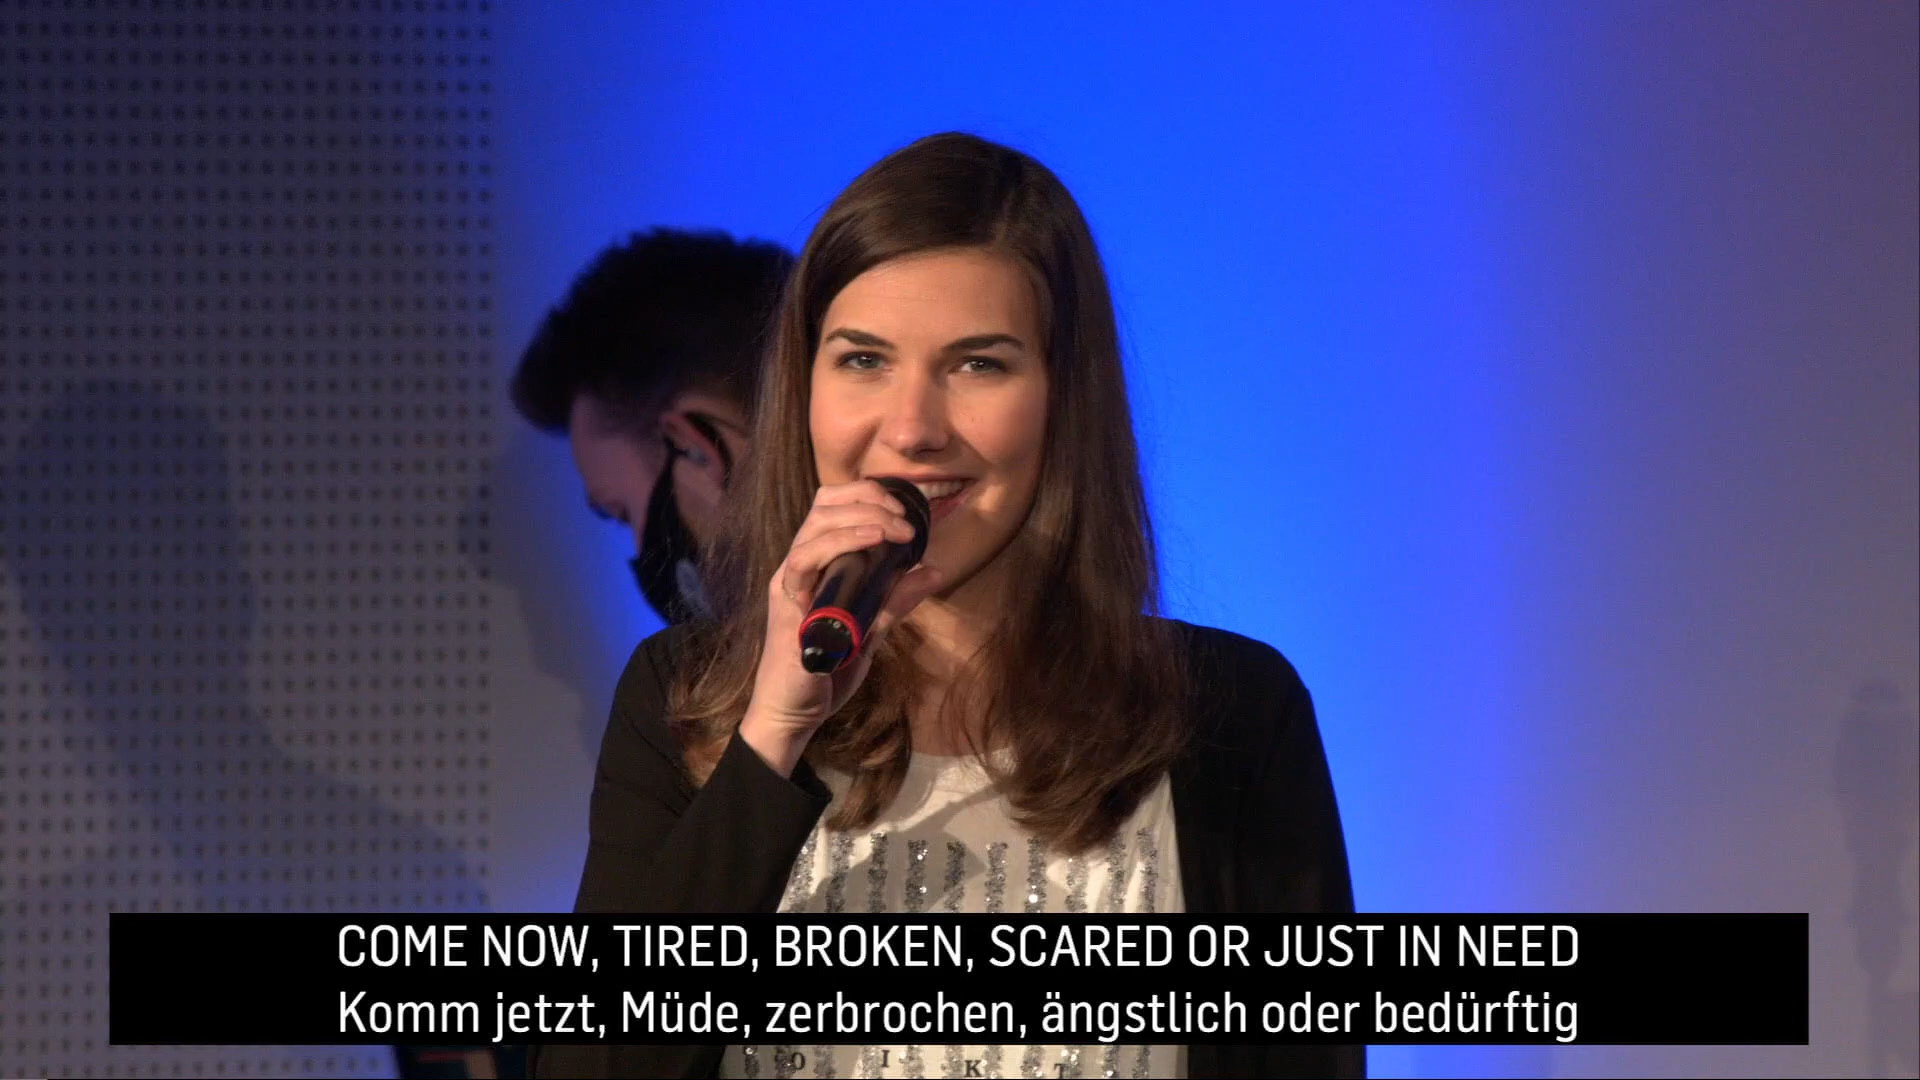 COME NOW, TIRED, BROKEN, SCARED OR JUST IN NEED
Komm jetzt, Müde, zerbrochen, ängstlich oder bedürftig
O I K T